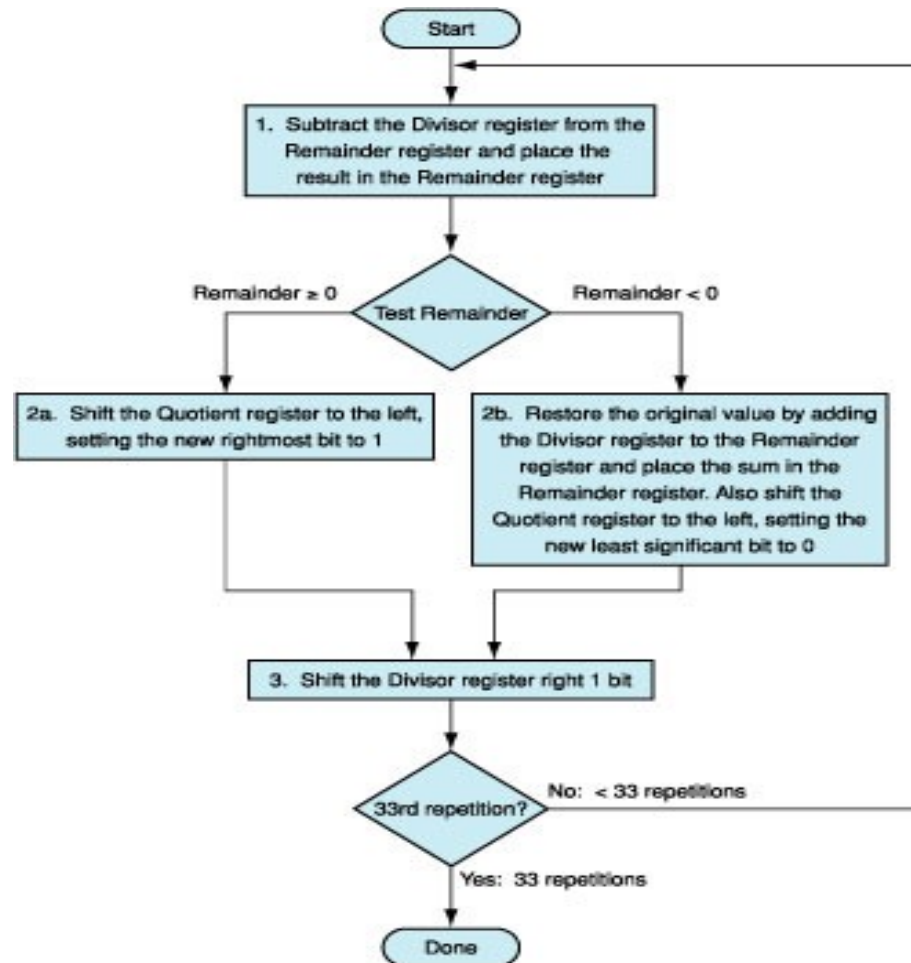 Start
1. Subtract the Divisor register from the
Remainder register and place the
result in the Remainder register
Remainder ≥ 0
Remainder < 0
Test Remainder
2a. Shift the Quotient register to the left,
setting the new rightmost bit to 1
2b. Restore the original value by adding
the Divisor register to the Remainder
register and place the sum in the
Remainder register. Also shift the
Quotient register to the left, setting the
new least significant bit to 0
3. Shift the Divisor register right 1 bit
33rd repetition?
No: < 33 repetitions
Yes: 33 repetitions
Done